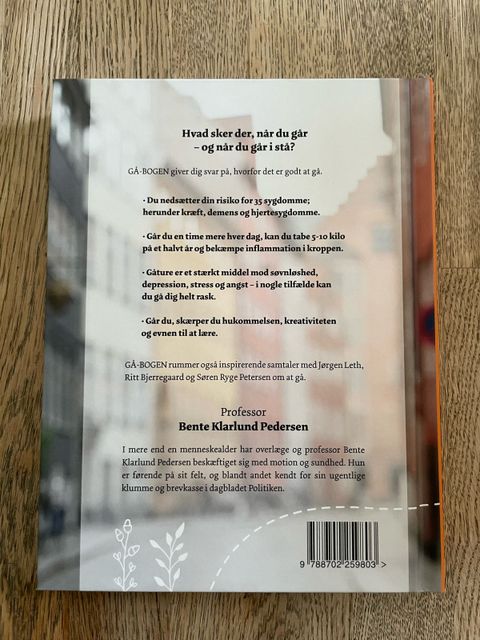 Hvad sker der, når du går
– og når du går i stå?
GÅ-BOGEN giver dig svar på, hvorfor det er godt at gå.
· Du nedsætter din risiko for 35 sygdomme;
herunder kræft, demens og hjertesygdomme.
· Går du en time mere hver dag, kan du tabe 5-10 kilo
på et halvt år og bekæmpe inflammation i kroppen.
· Gåture er et stærkt middel mod søvnløshed,
depression, stress og angst – i nogle tilfælde kan
du gå dig helt rask.
· Går du, skærper du hukommelsen, kreativiteten
og evnen til at lære.
GÅ-BOGEN rummer også inspirerende samtaler med Jørgen Leth,
Ritt Bjerregaard og Søren Ryge Petersen om at gå.
Professor
Bente Klarlund Pedersen
I mere end en menneskealder har overlæge og professor Bente
Klarlund Pedersen beskæftiget sig med motion og sundhed. Hun
er førende på sit felt, og blandt andet kendt for sin ugentlige
klumme og brevkasse i dagbladet Politiken.
9 788702 259803 >